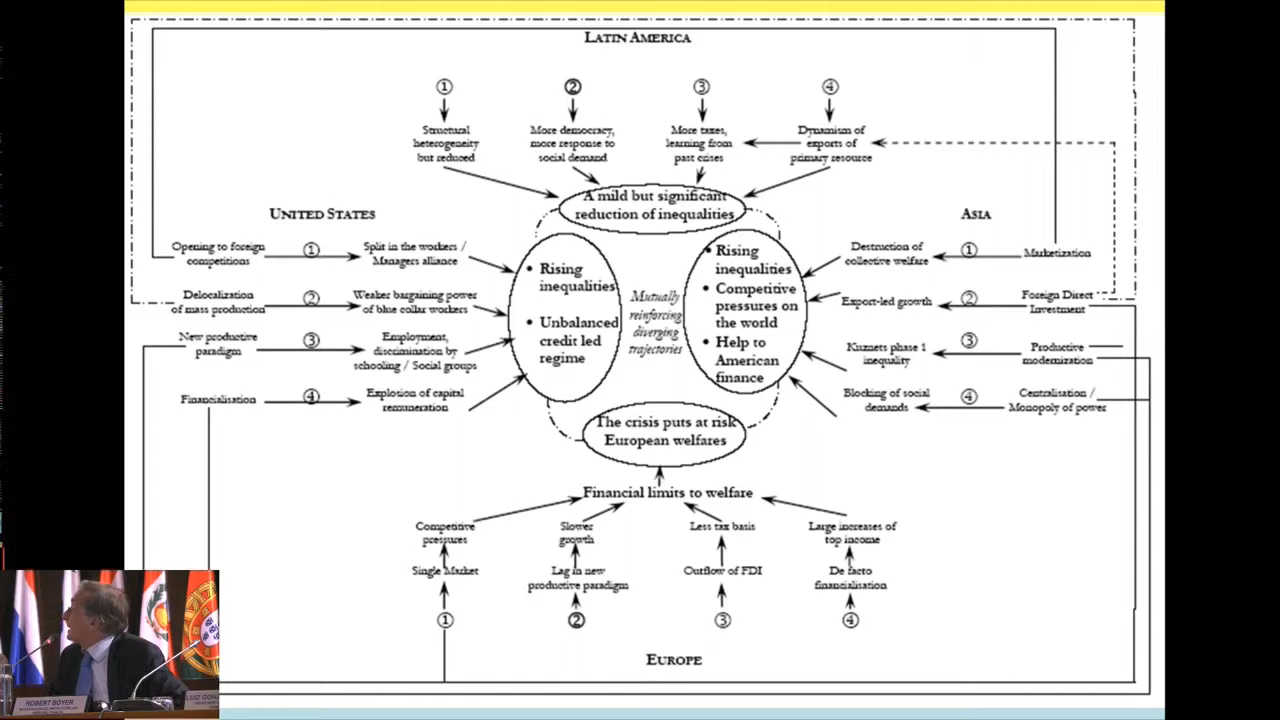 LATIN AMERICA
① ② ③ ④
Structural
heterogeneity
but reduced
More democracy,
more response to
social demand
More taxes,
learning from
past crises
Dynamism of
exports of
primary resource
A mild but significant
reduction of inequalities
UNITED STATES
Opening to foreign
competitions
①
Split in the workers /
Managers alliance
Delocalization
of mass production
②
Weaker bargaining power
of blue collar workers
New productive
paradigm
③
Employment,
discrimination by
schooling / Social groups
Financialisation
④
Explosion of capital
remuneration
• Rising
inequalities
• Unbalanced
credit led
regime
Mutually
reinforcing
diverging
trajectories
• Rising
inequalities
• Competitive
pressures on
the world
• Help to
American
finance
ASIA
Destruction of
collective welfare
①
Marketization
Export-led growth
②
Foreign Direct
Investment
Kuznets phase 1
inequality
③
Productive
modernization
Blocking of social
demands
④
Centralisation /
Monopoly of power
The crisis puts at risk
European welfares
Financial limits to welfare
Competitive
pressures
Slower
growth
Less tax basis
Large increases of
top income
Single Market
Lag in new
productive paradigm
Outflow of FDI
De facto
financialisation
① ② ③ ④
EUROPE
ROBERT BOYER
LUIZ